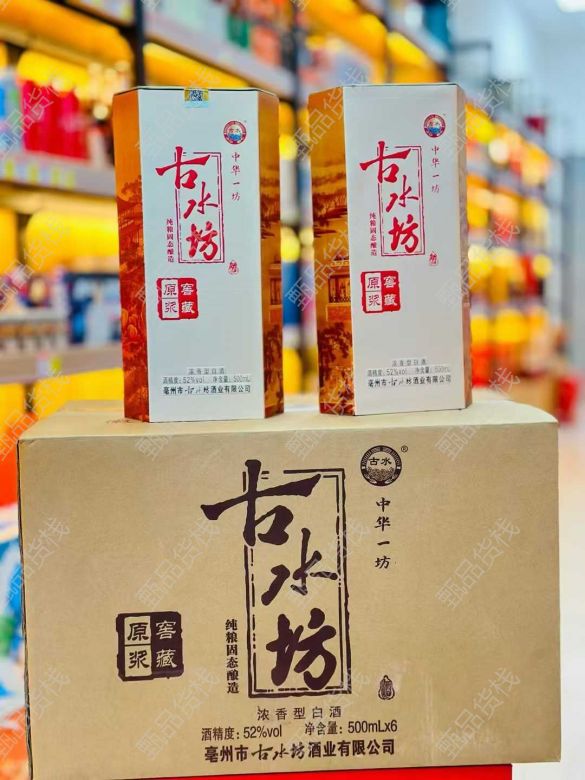 古水
中华一坊
古水坊
纯粮固态酿造
窖藏
原浆
浓香型白酒
酒精度:52%vol 净含量:500mL
亳州市古水坊酒业有限公司
古水
中华一坊
古水坊
纯粮固态酿造
窖藏
原浆
浓香型白酒
酒精度:52%vol 净含量:500mL
亳州市古水坊酒业有限公司
古水®
中华一坊
古水坊
纯粮固态酿造
窖藏
原浆
浓香型白酒
酒精度:52%vol 净含量:500mLx6
亳州市古水坊酒业有限公司
甄品货栈